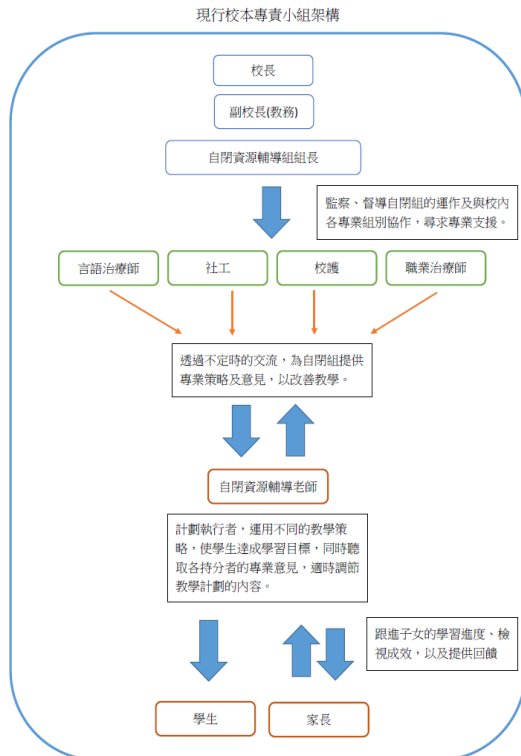 現行校本專責小組架構
校長
副校長(教務)
自閉資源輔導組組長
監察、督導自閉組的運作及與校內
各專業組別協作，尋求專業支援。
言語治療師
社工
校護
職業治療師
透過不定時的交流，為自閉組提供
專業策略及意見，以改善教學。
自閉資源輔導老師
計劃執行者，運用不同的教學策
略，使學生達成學習目標，同時聽
取各持分者的專業意見，適時調節
教學計劃的內容。
跟進子女的學習進度、檢
視成效，以及提供回饋
學生
家長